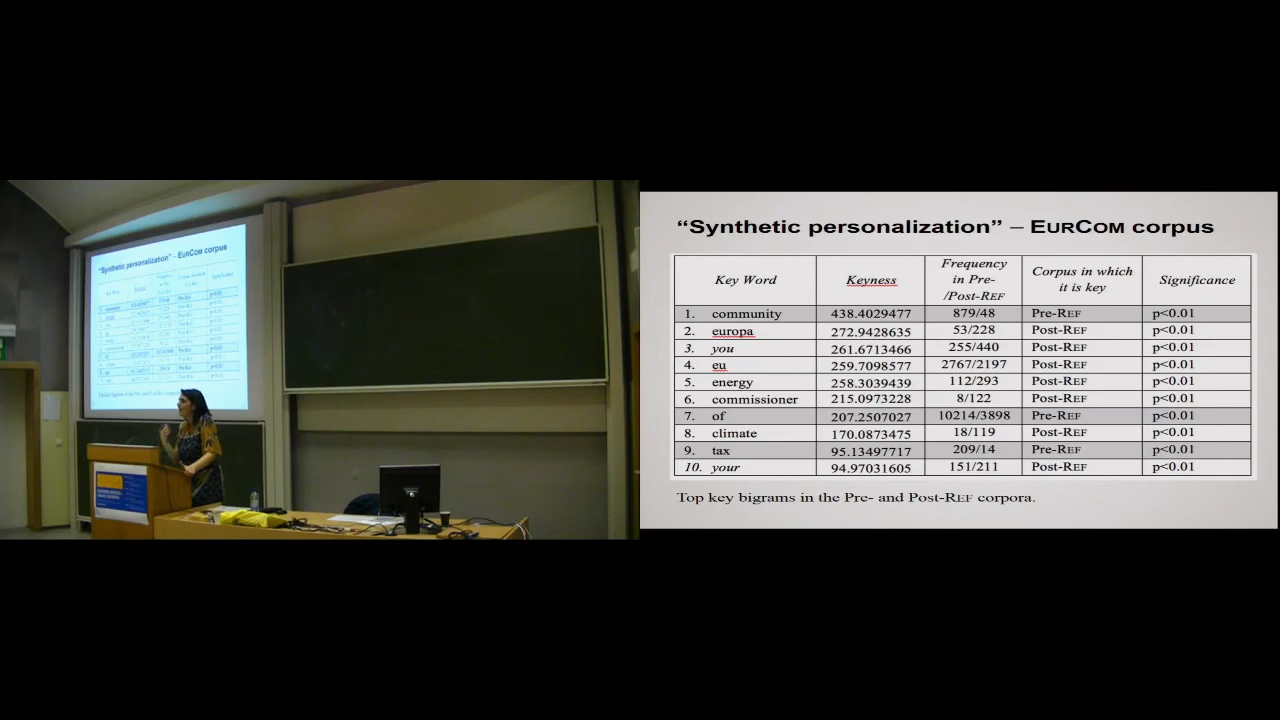 “Synthetic personalization” – EURCOM corpus
Key Word Keyness Frequency in Pre-/Post-REF Corpus in which it is key Significance
1. community 438.4029477 879/48 Pre-REF p<0.01
2. europa 272.9428635 53/228 Post-REF p<0.01
3. you 261.6713466 255/440 Post-REF p<0.01
4. eu 259.7098577 2767/2197 Post-REF p<0.01
5. energy 258.3039439 112/293 Post-REF p<0.01
6. commissioner 215.0973228 8/122 Post-REF p<0.01
7. of 207.2507027 10214/3898 Pre-REF p<0.01
8. climate 170.0873475 18/119 Post-REF p<0.01
9. tax 95.13497717 209/14 Pre-REF p<0.01
10. your 94.97031605 151/211 Post-REF p<0.01
Top key bigrams in the Pre- and Post-REF corpora.